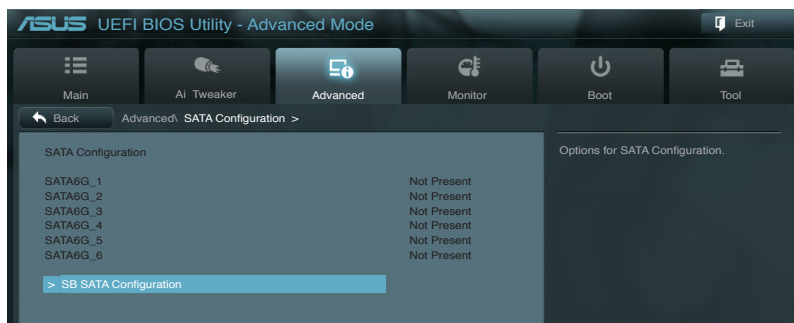 ASUS UEFI BIOS Utility - Advanced Mode
Exit
Main
Ai Tweaker
Advanced
Monitor
Boot
Tool
Back
Advanced\ SATA Configuration >
SATA Configuration
SATA6G_1 Not Present
SATA6G_2 Not Present
SATA6G_3 Not Present
SATA6G_4 Not Present
SATA6G_5 Not Present
SATA6G_6 Not Present
> SB SATA Configuration
Options for SATA Configuration.